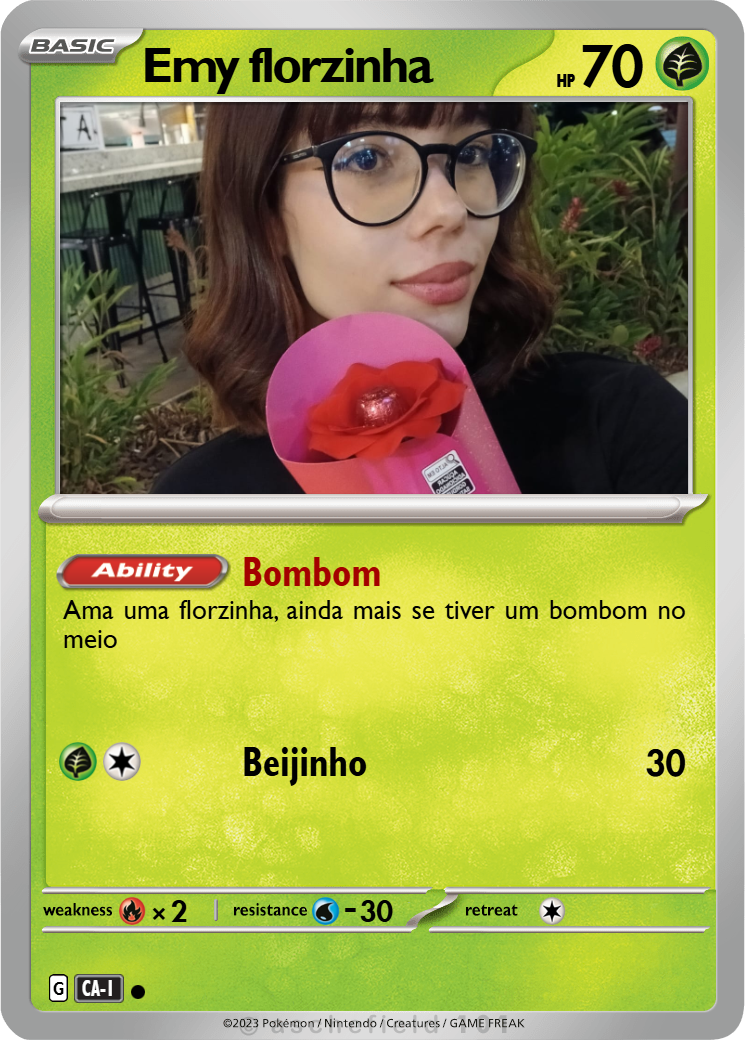 BASIC
Emy florzinha
HP 70
TA.
Ability Bombom
Ama uma florzinha, ainda mais se tiver um bombom no
meio
Beijinho 30
weakness × 2 resistance -30 retreat
G CA-I
©2023 Pokémon / Nintendo / Creatures / GAME FREAK